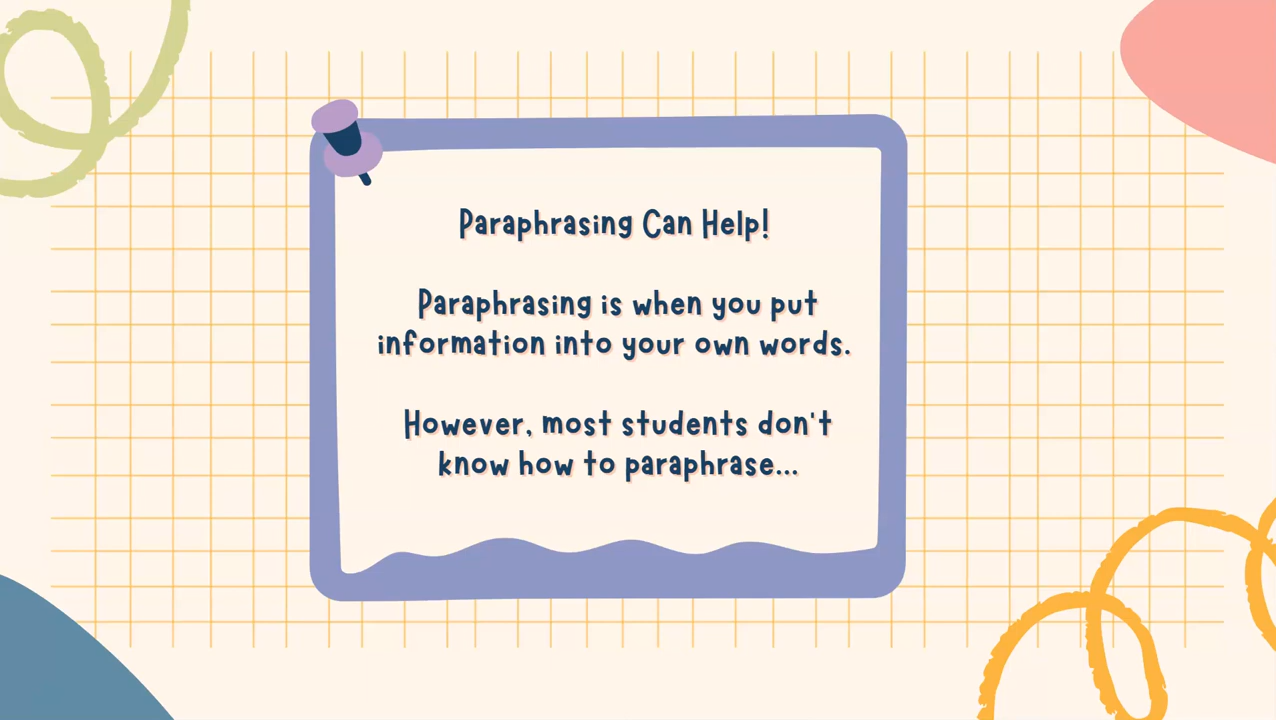 Paraphrasing Can Help!
Paraphrasing is when you put
information into your own words.
However, most students don't
know how to paraphrase...